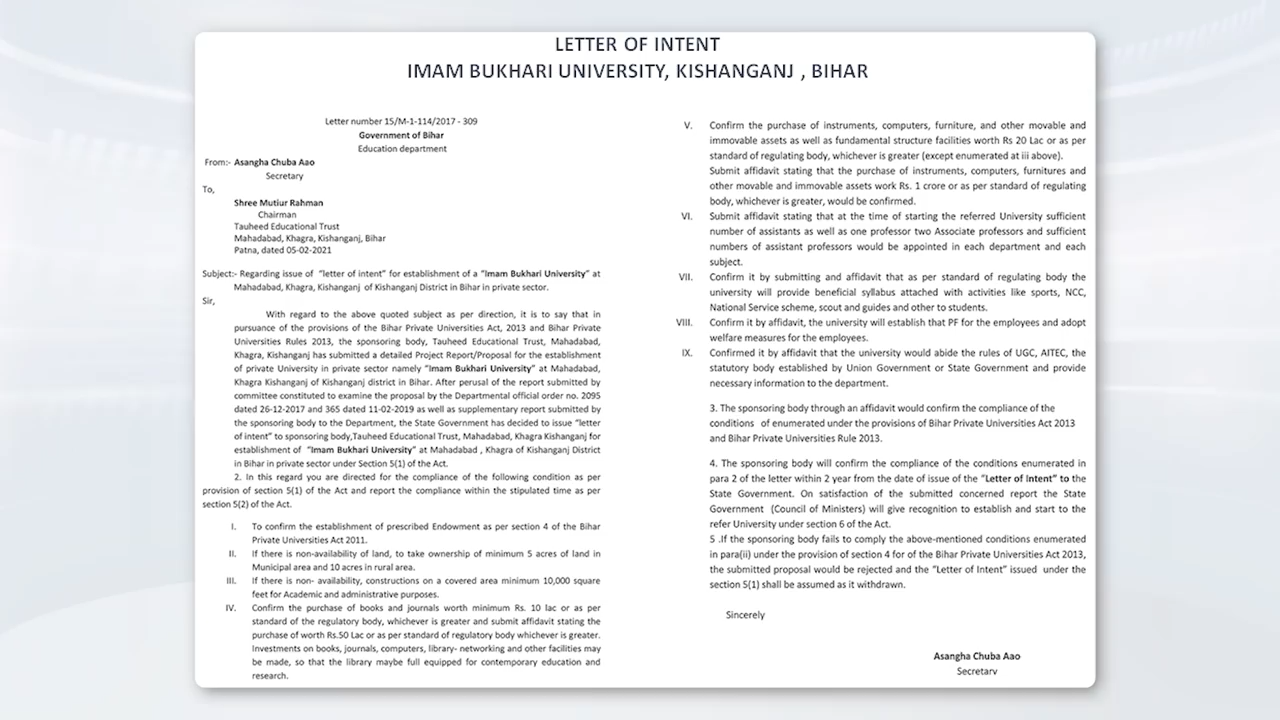 LETTER OF INTENT
IMAM BUKHARI UNIVERSITY, KISHANGANJ , BIHAR
Letter number 15/M-1-114/2017 - 309
Government of Bihar
Education department
From:- Asangha Chuba Aao
Secretary
To,
Shree Mutiur Rahman
Chairman
Tauheed Educational Trust
Mahadabad, Khagra, Kishanganj, Bihar
Patna, dated 05-02-2021
Subject:- Regarding issue of "letter of intent" for establishment of a "Imam Bukhari University" at
Mahadabad, Khagra, Kishanganj of Kishanganj District in Bihar in private sector.
Sir,
With regard to the above quoted subject as per direction, it is to say that in
pursuance of the provisions of the Bihar Private Universities Act, 2013 and Bihar Private
Universities Rules 2013, the sponsoring body, Tauheed Educational Trust, Mahadabad,
Khagra, Kishanganj has submitted a detailed Project Report/Proposal for the establishment
of private University in private sector namely "Imam Bukhari University" at Mahadabad,
Khagra Kishanganj of Kishanganj district in Bihar. After perusal of the report submitted by
committee constituted to examine the proposal by the Departmental official order no. 2095
dated 26-12-2017 and 365 dated 11-02-2019 as well as supplementary report submitted by
the sponsoring body to the Department, the State Government has decided to issue "letter
of intent" to sponsoring body,Tauheed Educational Trust, Mahadabad, Khagra Kishanganj for
establishment of "Imam Bukhari University" at Mahadabad , Khagra of Kishanganj District
in Bihar in private sector under Section 5(1) of the Act.
2. In this regard you are directed for the compliance of the following condition as per
provision of section 5(1) of the Act and report the compliance within the stipulated time as per
section 5(2) of the Act.
I. To confirm the establishment of prescribed Endowment as per section 4 of the Bihar
Private Universities Act 2011.
II. If there is non-availability of land, to take ownership of minimum 5 acres of land in
Municipal area and 10 acres in rural area.
III. If there is non- availability, constructions on a covered area minimum 10,000 square
feet for Academic and administrative purposes.
IV. Confirm the purchase of books and journals worth minimum Rs. 10 lac or as per
standard of the regulatory body, whichever is greater and submit affidavit stating the
purchase of worth Rs.50 Lac or as per standard of regulatory body whichever is greater.
Investments on books, journals, computers, library- networking and other facilities may
be made, so that the library maybe full equipped for contemporary education and
research.
V. Confirm the purchase of instruments, computers, furniture, and other movable and
immovable assets as well as fundamental structure facilities worth Rs 20 Lac or as per
standard of regulating body, whichever is greater (except enumerated at iii above).
Submit affidavit stating that the purchase of instruments, computers, furnitures and
other movable and immovable assets work Rs. 1 crore or as per standard of regulating
body, whichever is greater, would be confirmed.
VI. Submit affidavit stating that at the time of starting the referred University sufficient
number of assistants as well as one professor two Associate professors and sufficient
numbers of assistant professors would be appointed in each department and each
subject.
VII. Confirm it by submitting and affidavit that as per standard of regulating body the
university will provide beneficial syllabus attached with activities like sports, NCC,
National Service scheme, scout and guides and other to students.
VIII. Confirm it by affidavit, the university will establish that PF for the employees and adopt
welfare measures for the employees.
IX. Confirmed it by affidavit that the university would abide the rules of UGC, AITEC, the
statutory body established by Union Government or State Government and provide
necessary information to the department.
3. The sponsoring body through an affidavit would confirm the compliance of the
conditions of enumerated under the provisions of Bihar Private Universities Act 2013
and Bihar Private Universities Rule 2013.
4. The sponsoring body will confirm the compliance of the conditions enumerated in
para 2 of the letter within 2 year from the date of issue of the "Letter of Intent" to the
State Government. On satisfaction of the submitted concerned report the State
Government (Council of Ministers) will give recognition to establish and start to the
refer University under section 6 of the Act.
5 .If the sponsoring body fails to comply the above-mentioned conditions enumerated
in para(ii) under the provision of section 4 for of the Bihar Private Universities Act 2013,
the submitted proposal would be rejected and the "Letter of Intent" issued under the
section 5(1) shall be assumed as it withdrawn.
Sincerely
Asangha Chuba Aao
Secretary